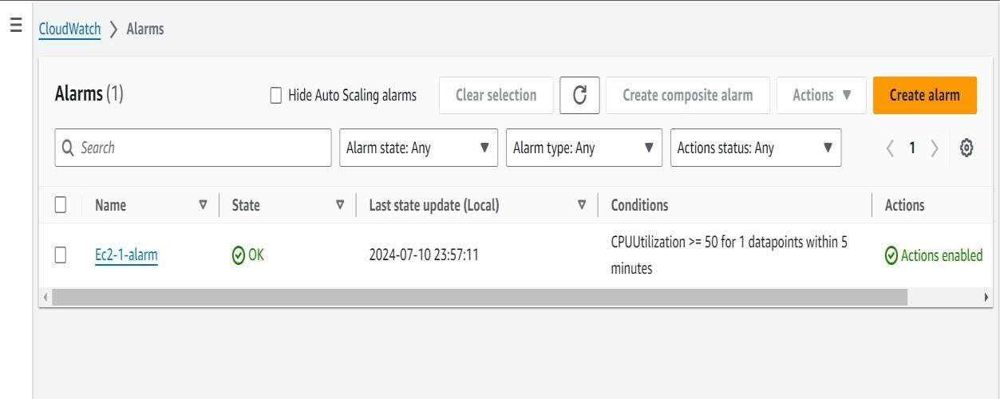 CloudWatch > Alarms
Alarms (1)
Hide Auto Scaling alarms
Clear selection
Create composite alarm
Actions
Create alarm
Search
Alarm state: Any
Alarm type: Any
Actions status: Any
1
Name
State
Last state update (Local)
Conditions
Actions
Ec2-1-alarm
OK
2024-07-10 23:57:11
CPUUtilization >= 50 for 1 datapoints within 5
minutes
Actions enabled